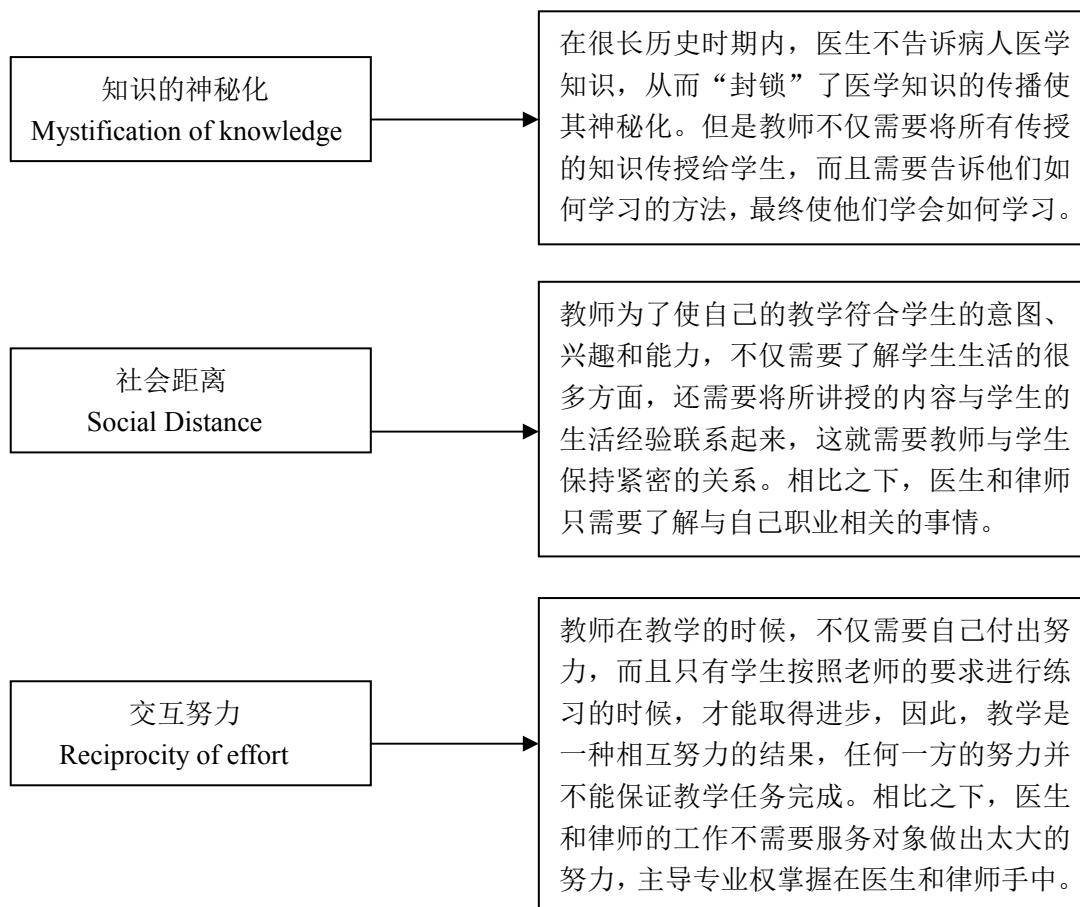 知识的神秘化
Mystification of knowledge
在很长历史时期内，医生不告诉病人医学
知识，从而“封锁”了医学知识的传播使
其神秘化。但是教师不仅需要将所有传授
的知识传授给学生，而且需要告诉他们如
何学习的方法，最终使他们学会如何学习。
社会距离
Social Distance
教师为了使自己的教学符合学生的意图、
兴趣和能力，不仅需要了解学生生活的很
多方面，还需要将所讲授的内容与学生的
生活经验联系起来，这就需要教师与学生
保持紧密的关系。相比之下，医生和律师
只需要了解与自己职业相关的事情。
交互努力
Reciprocity of effort
教师在教学的时候，不仅需要自己付出努
力，而且只有学生按照老师的要求进行练
习的时候，才能取得进步，因此，教学是
一种相互努力的结果，任何一方的努力并
不能保证教学任务完成。相比之下，医生
和律师的工作不需要服务对象做出太大的
努力，主导专业权掌握在医生和律师手中。